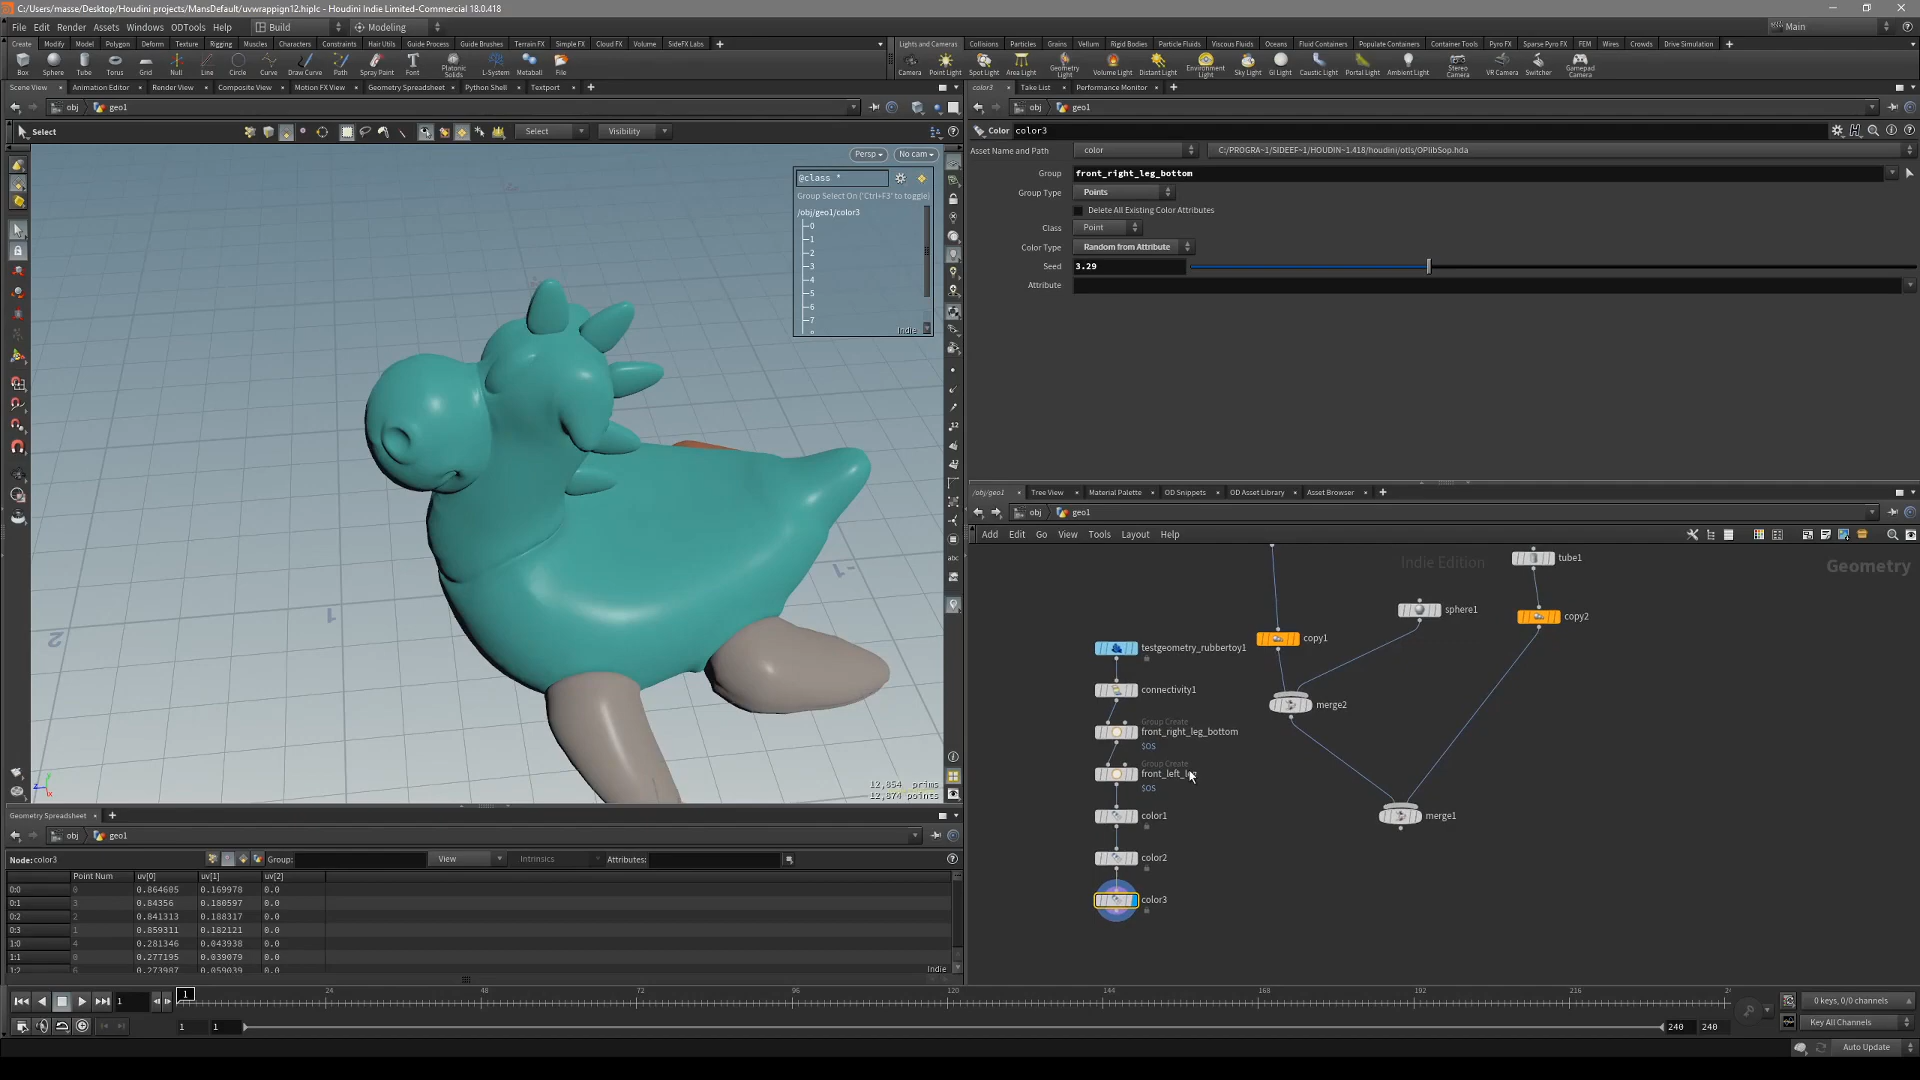 C:/Users/masse/Desktop/Houdini projects/MansDefault/uvwrappign12.hiplc - Houdini Indie Limited-Commercial 18.0.418
File Edit Render Assets Windows ODTools Help Build Modeling Main
Create Modify Model Polygon Deform Texture Rigging Muscles Characters Constraints Hair Utils Guide Process Guide Brushes Terrain FX Simple FX Cloud FX Volume SideFX Labs
Lights and Cameras Collisions Particles Grains Vellum Rigid Bodies Particle Fluids Viscous Fluids Oceans Fluid Containers Populate Containers Container Tools Pyro FX Sparse Pyro FX FEM Wires Crowds Drive Simulation
Box Sphere Tube Torus Grid Null Line Circle Curve Draw Curve Path Spray Paint Font Platonic Solids L-System Metaball File
Camera Point Light Spot Light Area Light Geometry Light Volume Light Distant Light Environment Light Sky Light GI Light Caustic Light Portal Light Ambient Light Stereo Camera VR Camera Switcher Gamepad Camera
Scene View Animation Editor Render View Composite View Motion FX View Geometry Spreadsheet Python Shell Textport
color3 Take List Performance Monitor
obj geo1
obj geo1
Select Select Visibility
Color color3
Asset Name and Path color C:/PROGRA~1/SIDEEF~1/HOUDIN~1.418/houdini/otls/OPlibSop.hda
Group front_right_leg_bottom
Group Type Points
Delete All Existing Color Attributes
Class Point
Color Type Random from Attribute
Seed 3.29
Attribute
Persp No cam
@class *
Group Select On ('Ctrl+F3' to toggle)
/obj/geo1/color3
0
1
2
3
4
5
6
7
Indie
2
1
-1
12,854 prims
12,874 points
/obj/geo1 Tree View Material Palette OD Snippets OD Asset Library Asset Browser
obj geo1
Add Edit Go View Tools Layout Help
Indie Edition
Geometry
tube1
sphere1
copy2
copy1
testgeometry_rubbertoy1
connectivity1
merge2
Group Create
front_right_leg_bottom
$OS
Group Create
front_left_leg
$OS
color1
merge1
color2
color3
Geometry Spreadsheet
obj geo1
Node: color3 Group: View Intrinsics Attributes:
Point Num uv[0] uv[1] uv[2]
0:0 0 0.864605 0.169978 0.0
0:1 3 0.84356 0.180597 0.0
0:2 2 0.841313 0.188317 0.0
0:3 1 0.859311 0.182121 0.0
1:0 4 0.281346 0.043938 0.0
1:1 0 0.277195 0.039079 0.0
1:2 6 0.273987 0.059039 0.0
Indie
1 1 24 48 72 96 120 144 168 192 216
0 keys, 0/0 channels
1 1 240 240
Key All Channels
Auto Update